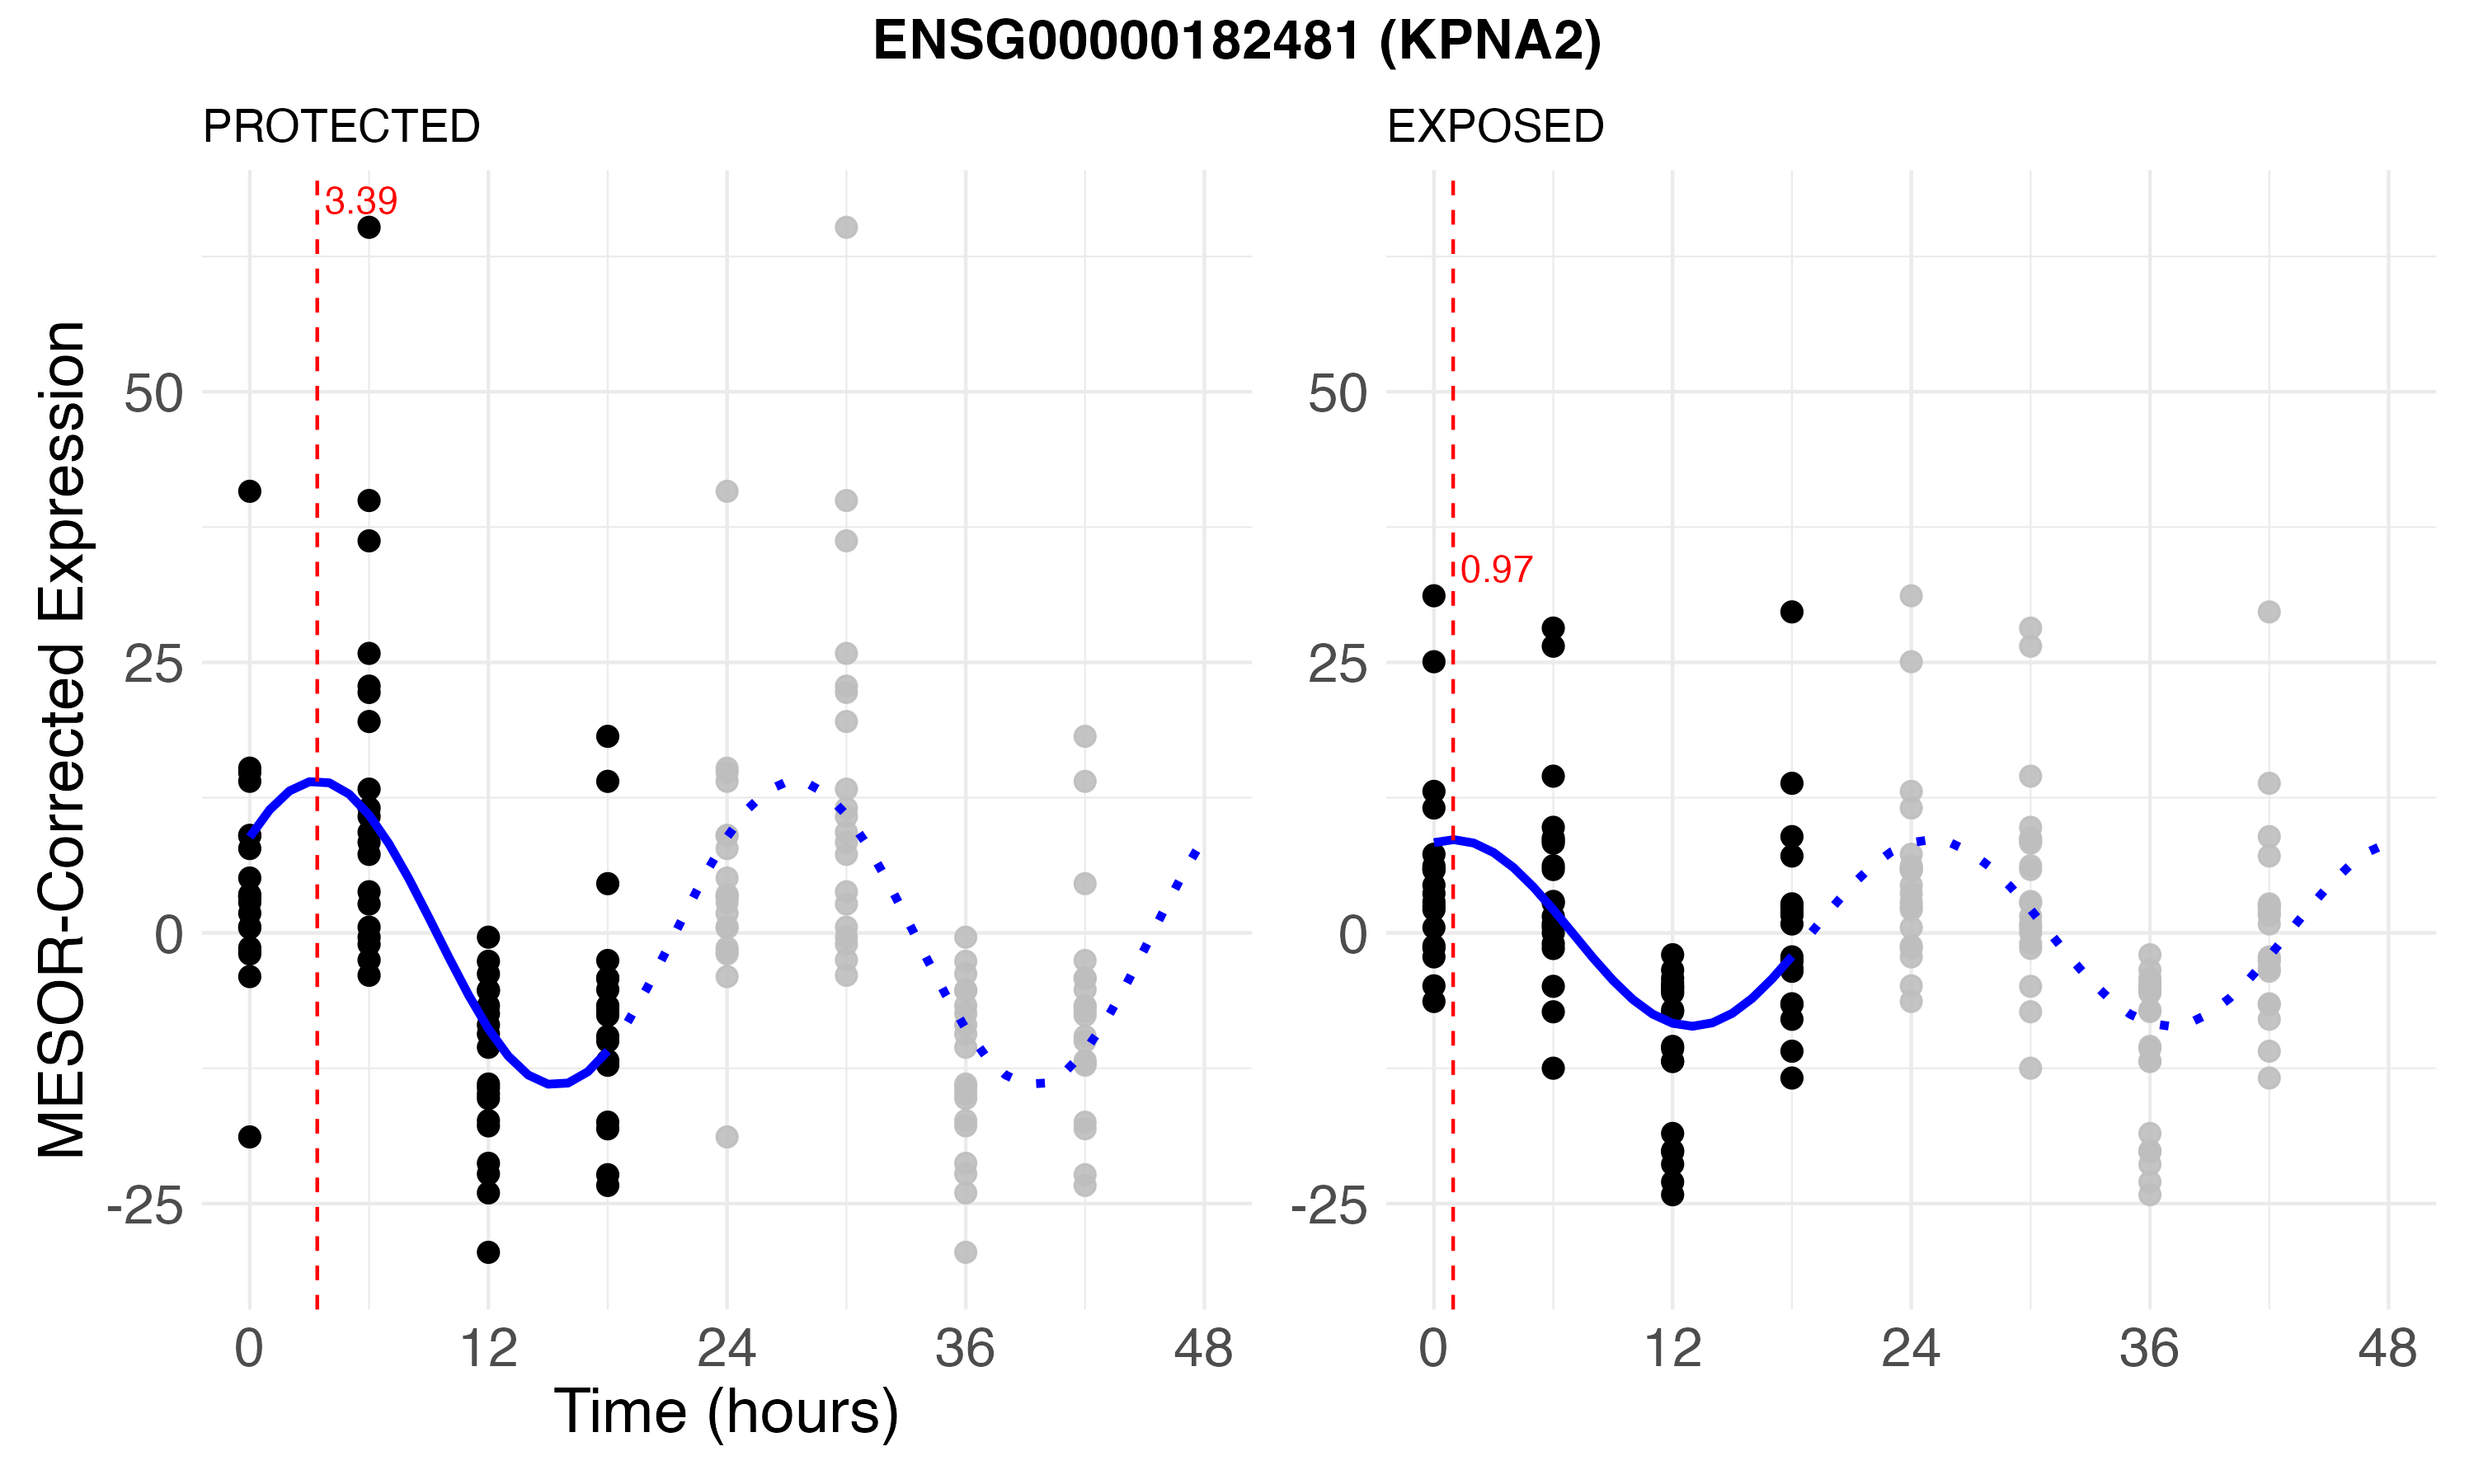 ENSG00000182481 (KPNA2)
PROTECTED
EXPOSED
MESOR-Corrected Expression
3.39
50
25
0
-25
0 12 24 36 48
Time (hours)
0.97
50
25
0
-25
0 12 24 36 48